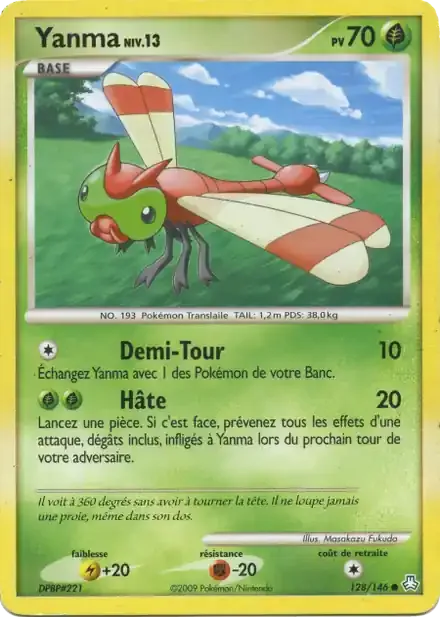 Yanma NIV.13
PV 70
BASE
NO. 193 Pokémon Translaile TAIL: 1,2 m PDS: 38,0 kg
Demi-Tour 10
Échangez Yanma avec 1 des Pokémon de votre Banc.
Hâte 20
Lancez une pièce. Si c'est face, prévenez tous les effets d'une
attaque, dégâts inclus, infligés à Yanma lors du prochain tour de
votre adversaire.
Il voit à 360 degrés sans avoir à tourner la tête. Il ne loupe jamais
une proie, même dans son dos.
Illus. Masakazu Fukuda
faiblesse résistance coût de retraite
+20 -20
DPBP#221 ©2009 Pokémon/Nintendo 128/146